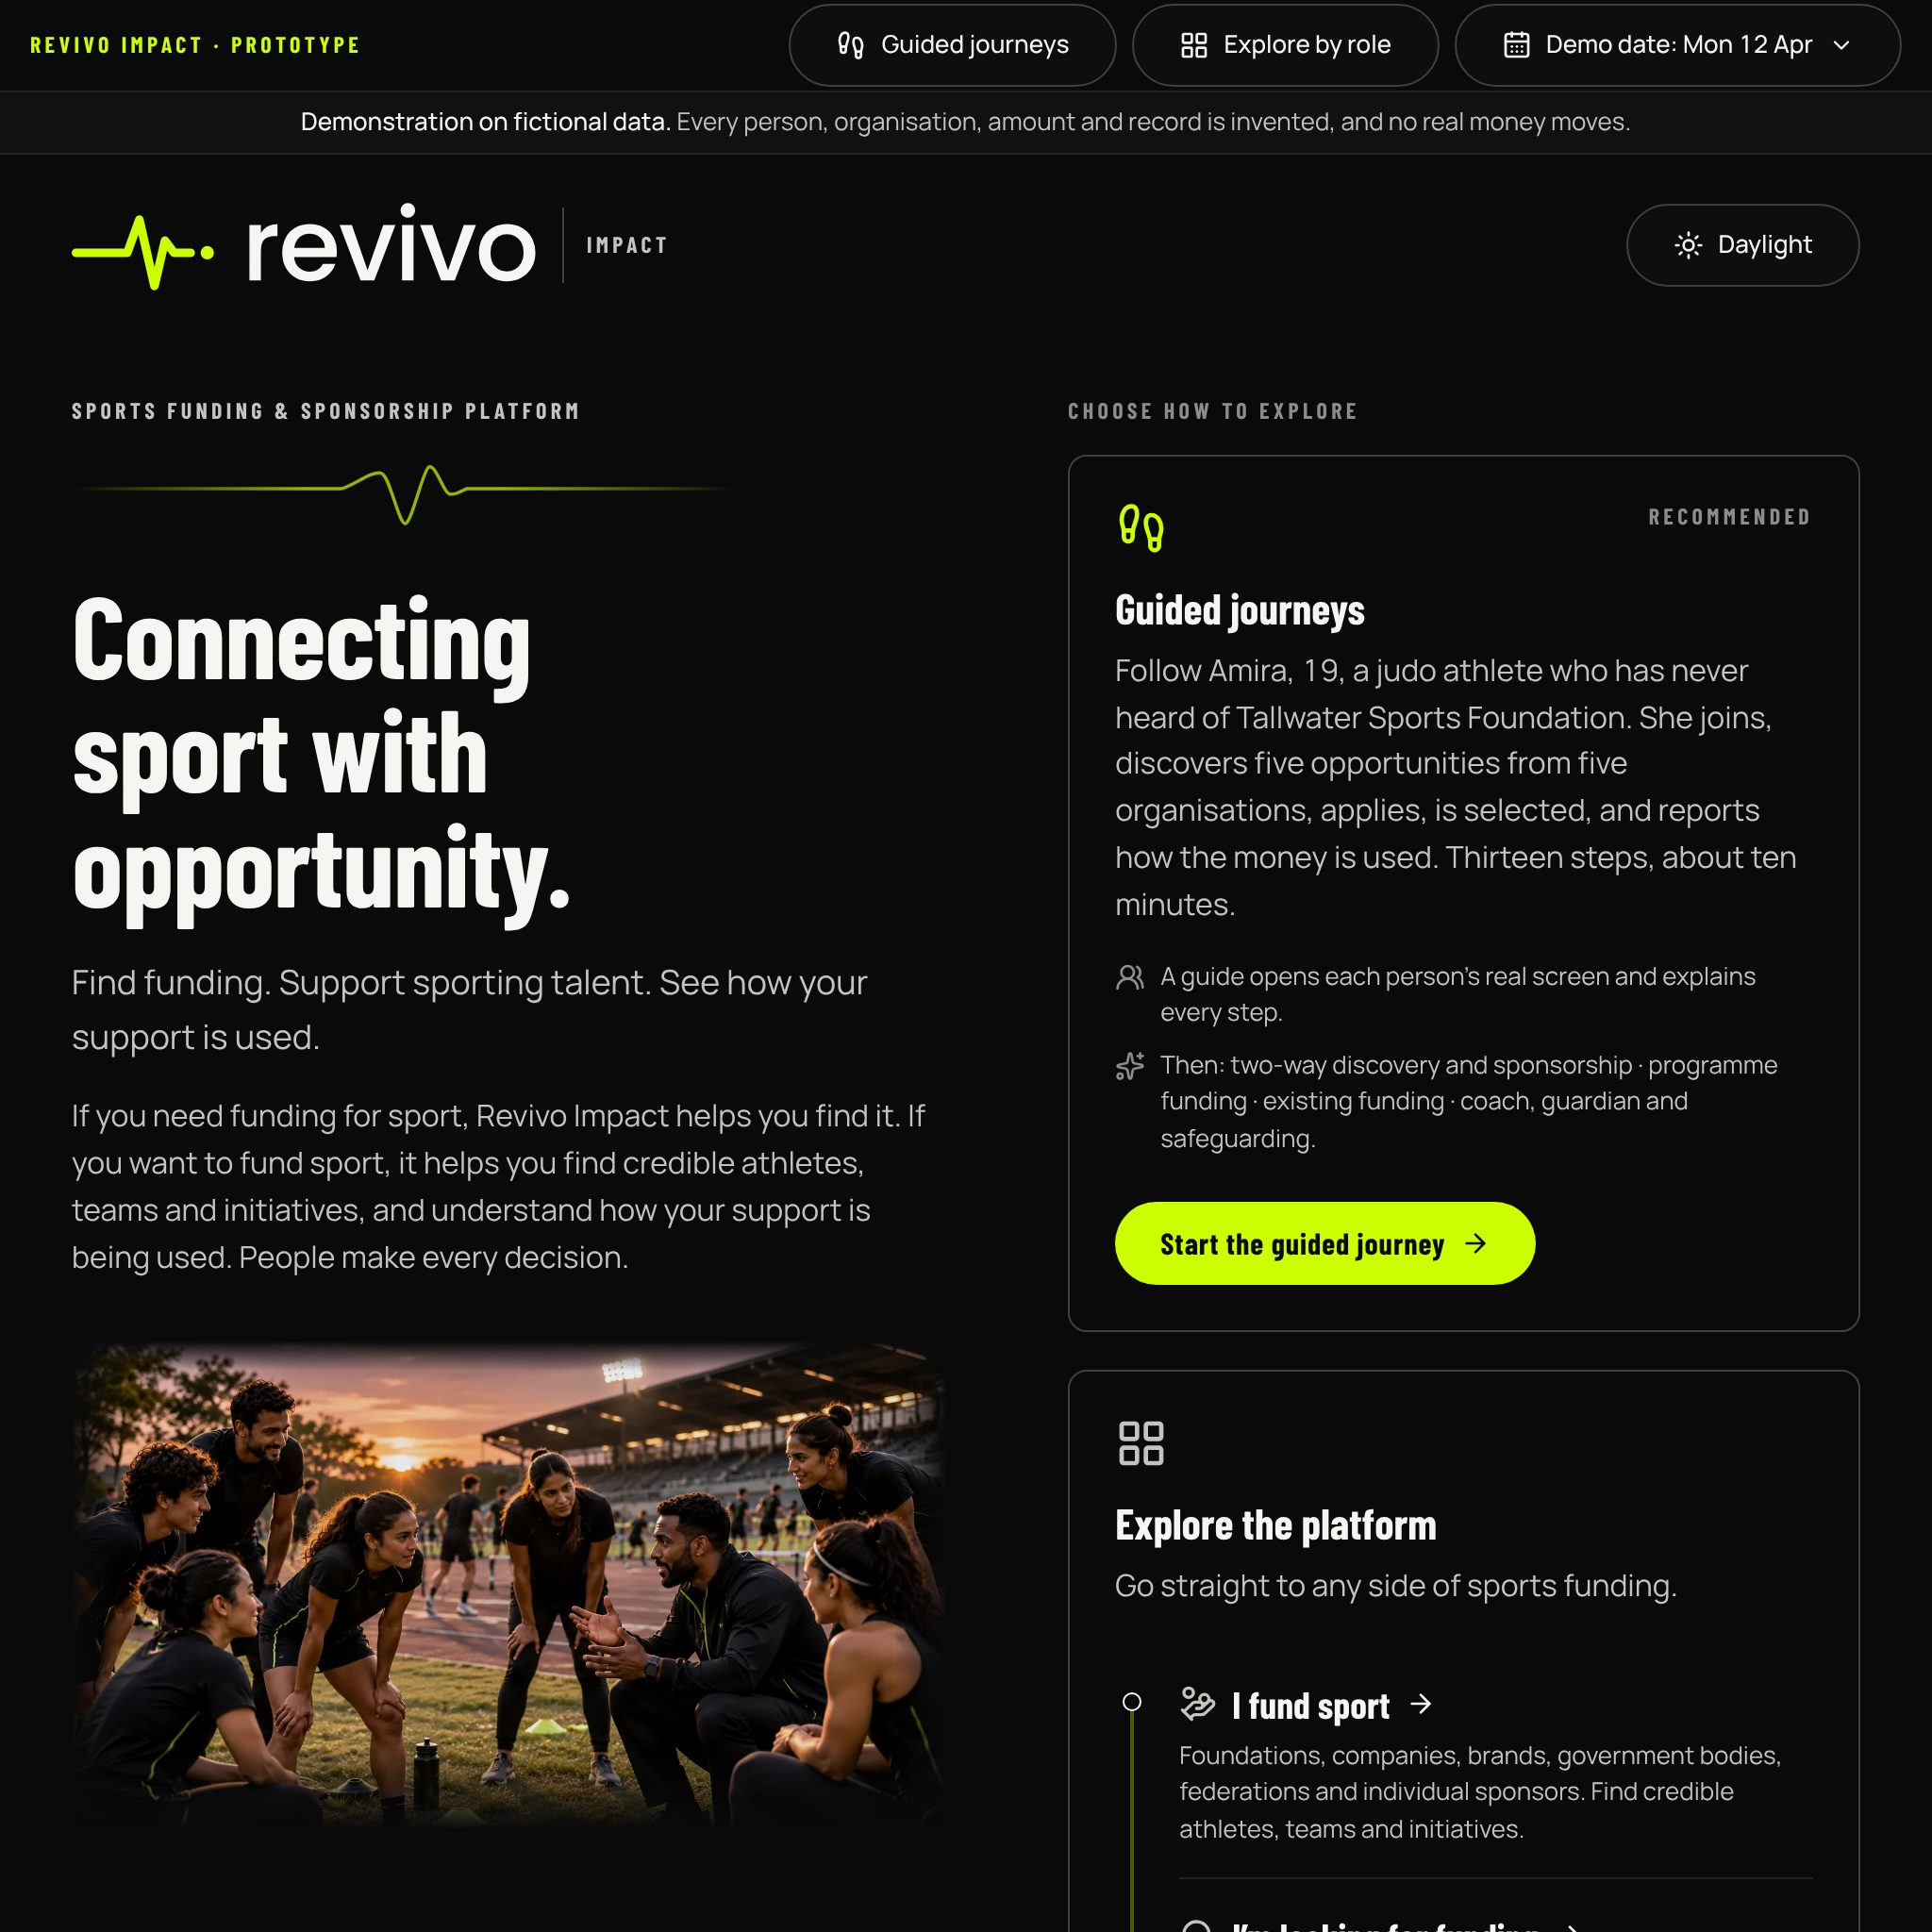 REVIVO IMPACT · PROTOTYPE
Guided journeys
Explore by role
Demo date: Mon 12 Apr
Demonstration on fictional data. Every person, organisation, amount and record is invented, and no real money moves.
revivo
IMPACT
Daylight
SPORTS FUNDING & SPONSORSHIP PLATFORM
Connecting
sport with
opportunity.
Find funding. Support sporting talent. See how your
support is used.
If you need funding for sport, Revivo Impact helps you find it. If
you want to fund sport, it helps you find credible athletes,
teams and initiatives, and understand how your support is
being used. People make every decision.
CHOOSE HOW TO EXPLORE
RECOMMENDED
Guided journeys
Follow Amira, 19, a judo athlete who has never
heard of Tallwater Sports Foundation. She joins,
discovers five opportunities from five
organisations, applies, is selected, and reports
how the money is used. Thirteen steps, about ten
minutes.
A guide opens each person's real screen and explains
every step.
Then: two-way discovery and sponsorship · programme
funding · existing funding · coach, guardian and
safeguarding.
Start the guided journey
Explore the platform
Go straight to any side of sports funding.
I fund sport
Foundations, companies, brands, government bodies,
federations and individual sponsors. Find credible
athletes, teams and initiatives.
I'm looking for funding